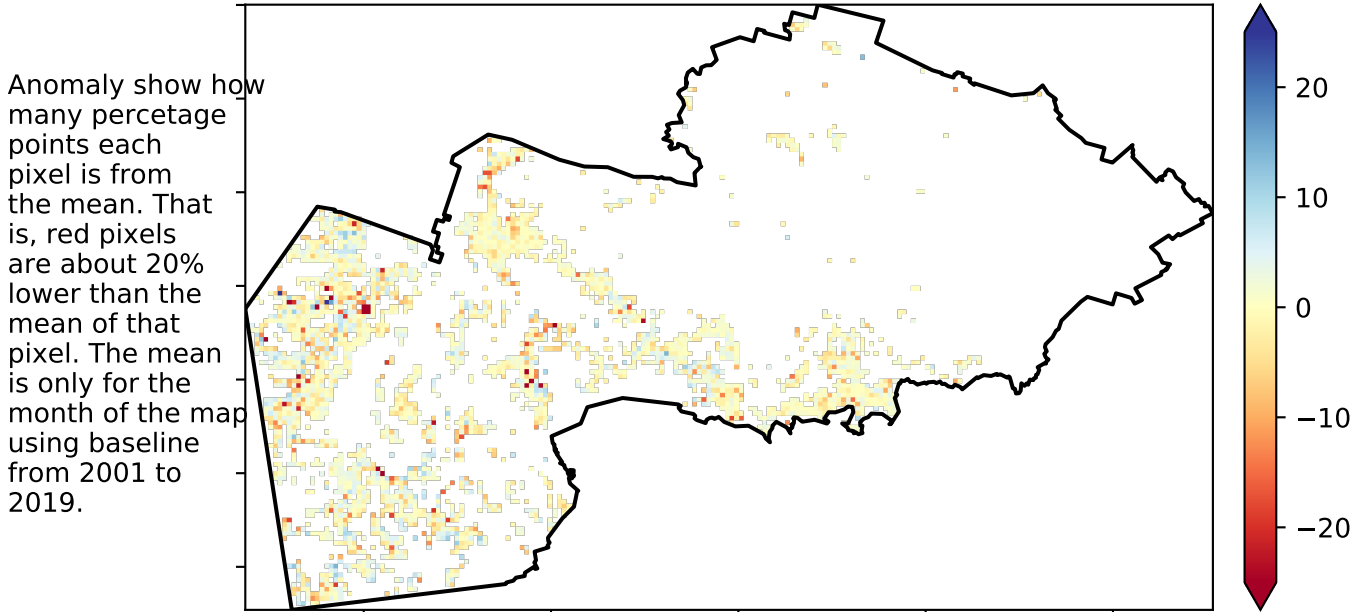 Anomaly show how
many percetage
points each
pixel is from
the mean. That
is, red pixels
are about 20%
lower than the
mean of that
pixel. The mean
is only for the
month of the map
using baseline
from 2001 to
2019.
20
10
0
−10
−20